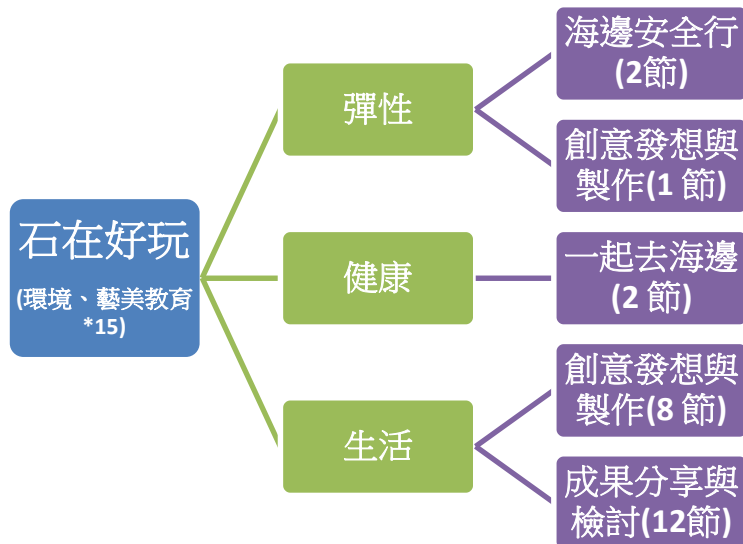 石在好玩
(環境、藝美教育
*15)
彈性
海邊安全行
(2節)
創意發想與
製作(1 節)
健康
一起去海邊
(2 節)
生活
創意發想與
製作(8 節)
成果分享與
檢討(12節)